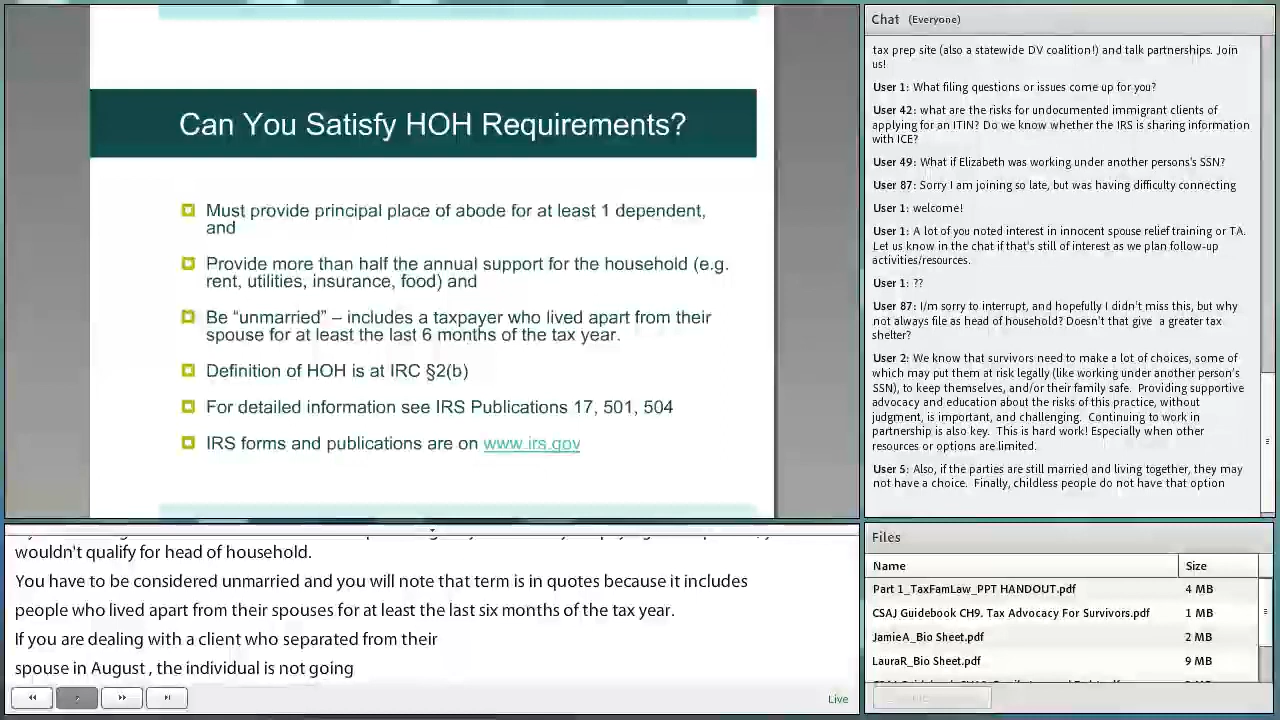 Can You Satisfy HOH Requirements?
Must provide principal place of abode for at least 1 dependent,
and
Provide more than half the annual support for the household (e.g.
rent, utilities, insurance, food) and
Be “unmarried” – includes a taxpayer who lived apart from their
spouse for at least the last 6 months of the tax year.
Definition of HOH is at IRC §2(b)
For detailed information see IRS Publications 17, 501, 504
IRS forms and publications are on www.irs.gov
wouldn't qualify for head of household.
You have to be considered unmarried and you will note that term is in quotes because it includes
people who lived apart from their spouses for at least the last six months of the tax year.
If you are dealing with a client who separated from their
spouse in August , the individual is not going
Live
Chat (Everyone)
tax prep site (also a statewide DV coalition!) and talk partnerships. Join
us!
User 1: What filing questions or issues come up for you?
User 42: what are the risks for undocumented immigrant clients of
applying for an ITIN? Do we know whether the IRS is sharing information
with ICE?
User 49: What if Elizabeth was working under another persons's SSN?
User 87: Sorry I am joining so late, but was having difficulty connecting
User 1: welcome!
User 1: A lot of you noted interest in innocent spouse relief training or TA.
Let us know in the chat if that's still of interest as we plan follow-up
activities/resources.
User 1: ??
User 87: I/m sorry to interrupt, and hopefully I didn't miss this, but why
not always file as head of household? Doesn't that give a greater tax
shelter?
User 2: We know that survivors need to make a lot of choices, some of
which may put them at risk legally (like working under another person's
SSN), to keep themselves, and/or their family safe. Providing supportive
advocacy and education about the risks of this practice, without
judgment, is important, and challenging. Continuing to work in
partnership is also key. This is hard work! Especially when other
resources or options are limited.
User 5: Also, if the parties are still married and living together, they may
not have a choice. Finally, childless people do not have that option
Files
Name Size
Part 1_TaxFamLaw_PPT HANDOUT.pdf 4 MB
CSAJ Guidebook CH9. Tax Advocacy For Survivors.pdf 1 MB
JamieA_Bio Sheet.pdf 2 MB
LauraR_Bio Sheet.pdf 9 MB